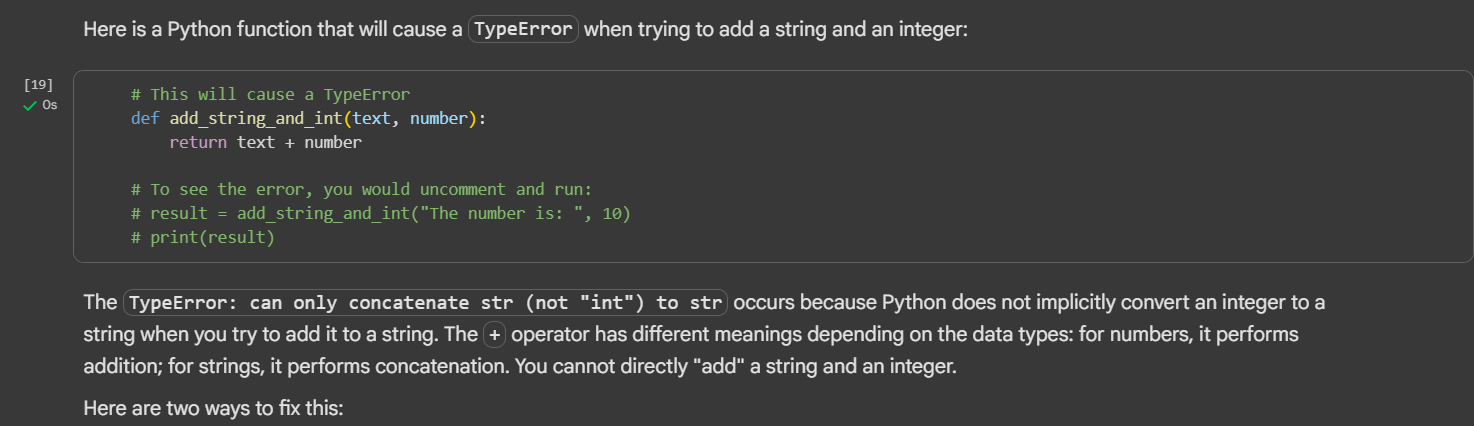 Here is a Python function that will cause a TypeError when trying to add a string and an integer:
[19]
0s
# This will cause a TypeError
def add_string_and_int(text, number):
    return text + number
# To see the error, you would uncomment and run:
# result = add_string_and_int("The number is: ", 10)
# print(result)
The TypeError: can only concatenate str (not "int") to str occurs because Python does not implicitly convert an integer to a
string when you try to add it to a string. The + operator has different meanings depending on the data types: for numbers, it performs
addition; for strings, it performs concatenation. You cannot directly "add" a string and an integer.
Here are two ways to fix this: